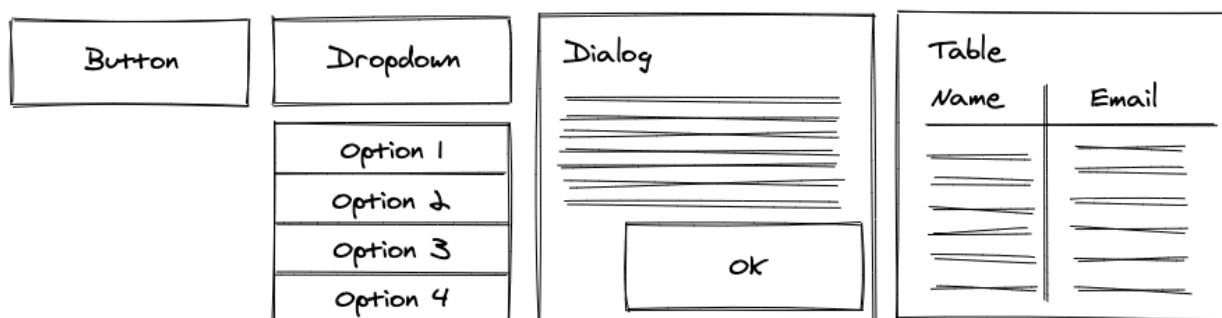 Button
Dropdown
Option 1
Option 2
Option 3
Option 4
Dialog
OK
Table
Name Email